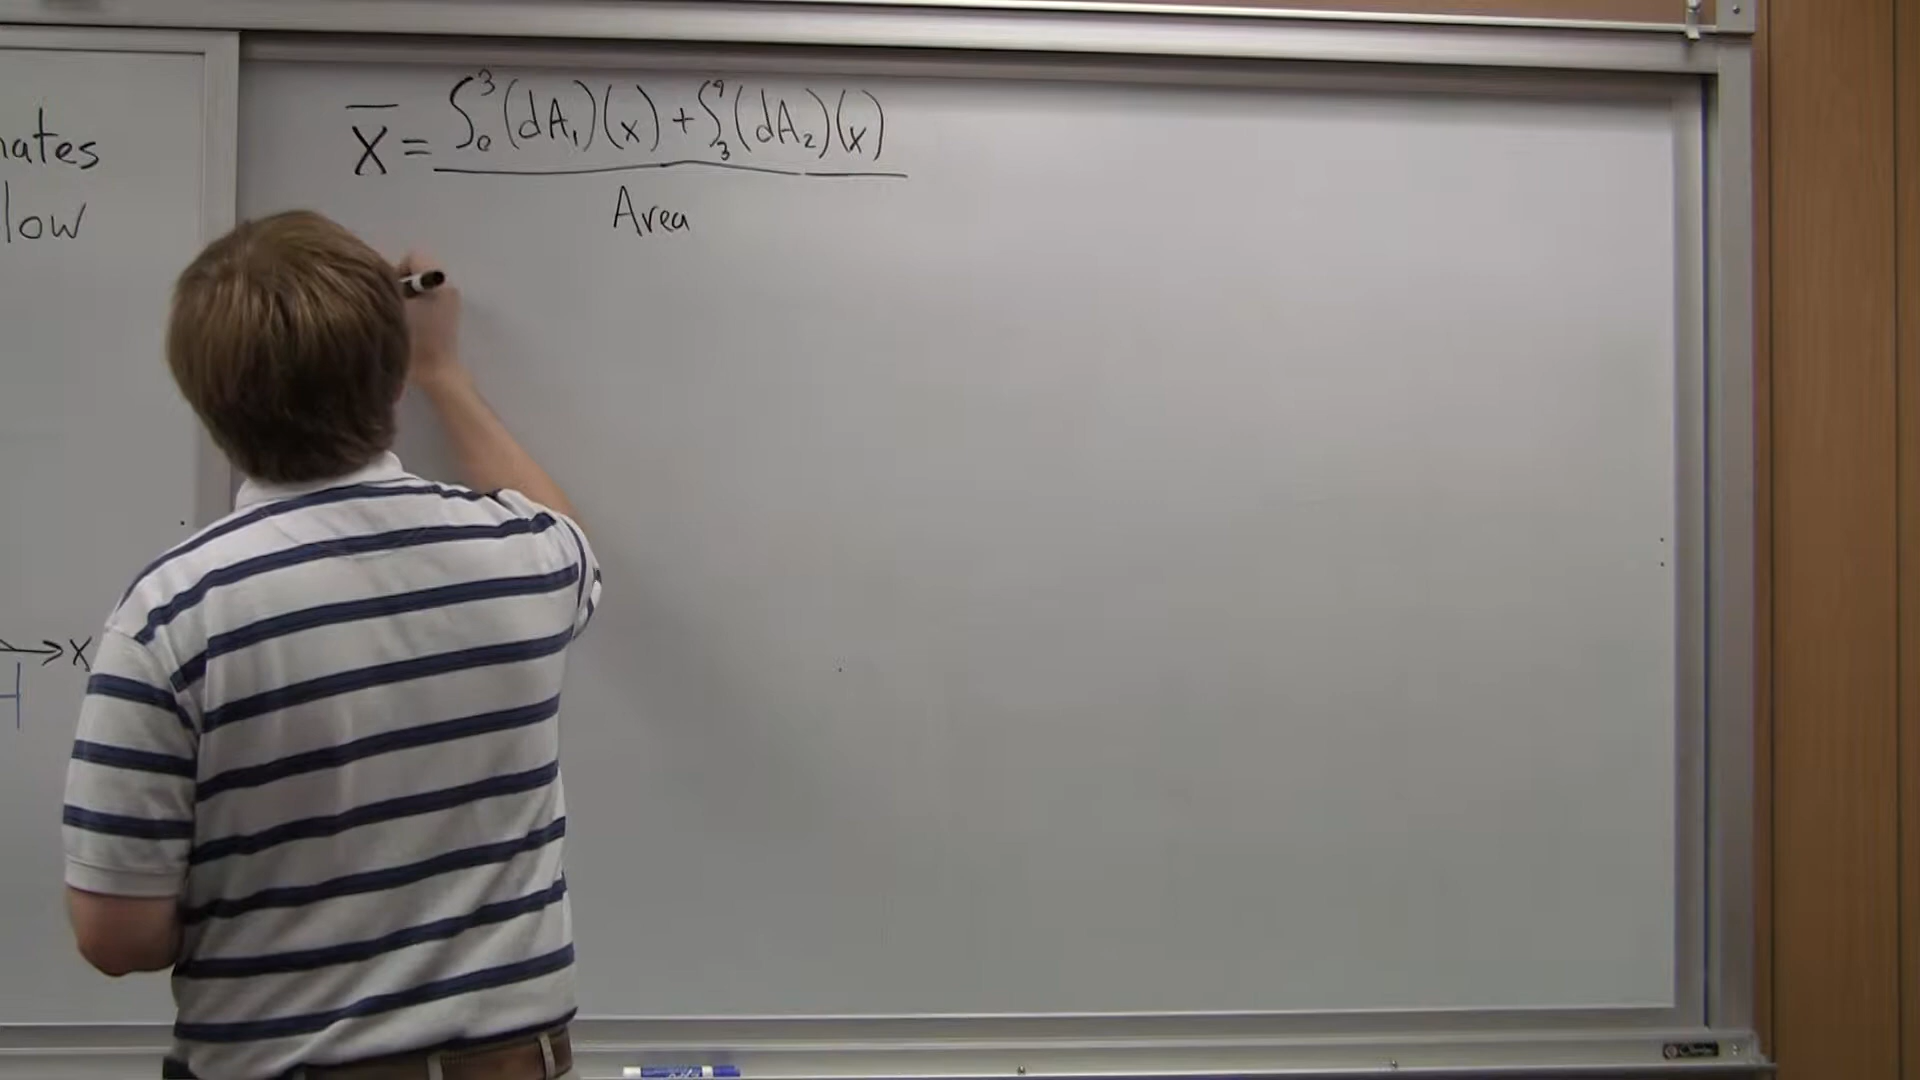 nates
low
→X
X̄ = ∫₀³(dA₁)(x) + ∫₃⁹(dA₂)(x)
Area